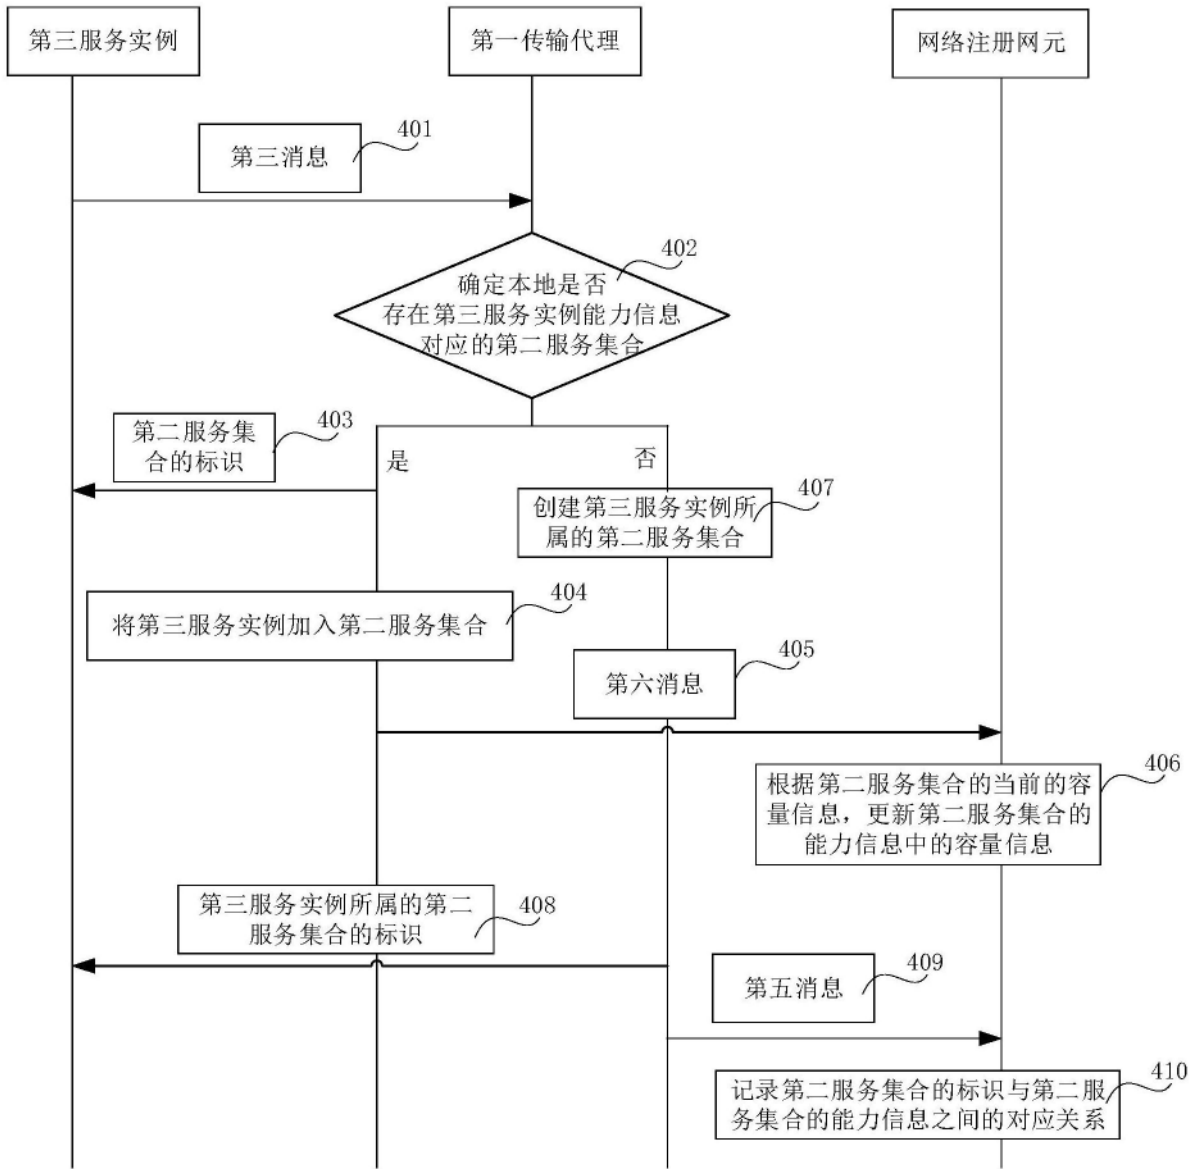 第三服务实例
第一传输代理
网络注册网元
401
第三消息
402
确定本地是否
存在第三服务实例能力信息
对应的第二服务集合
403
第二服务集
合的标识
是
否
407
创建第三服务实例所
属的第二服务集合
404
将第三服务实例加入第二服务集合
405
第六消息
406
根据第二服务集合的当前的容
量信息，更新第二服务集合的
能力信息中的容量信息
408
第三服务实例所属的第二
服务集合的标识
409
第五消息
410
记录第二服务集合的标识与第二服
务集合的能力信息之间的对应关系